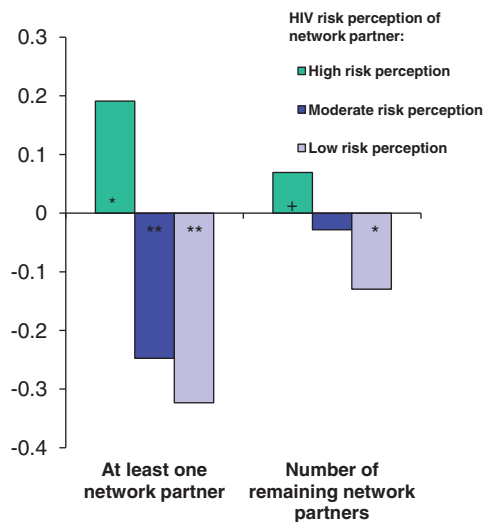 HIV risk perception of
network partner:
High risk perception
Moderate risk perception
Low risk perception
0.3
0.2
0.1
0
-0.1
-0.2
-0.3
-0.4
*
**
**
+
*
At least one
network partner
Number of
remaining network
partners